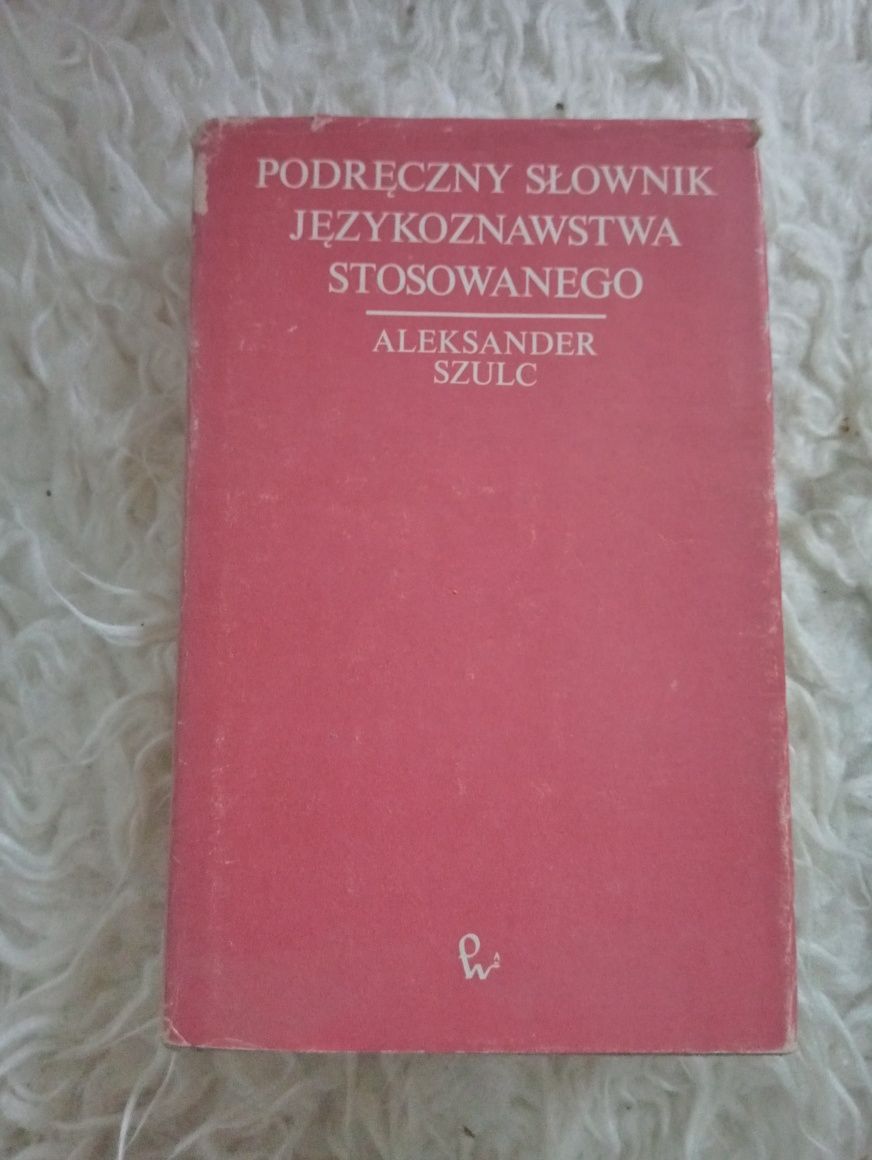 PODRĘCZNY SŁOWNIK
JĘZYKOZNAWSTWA
STOSOWANEGO
ALEKSANDER
SZULC